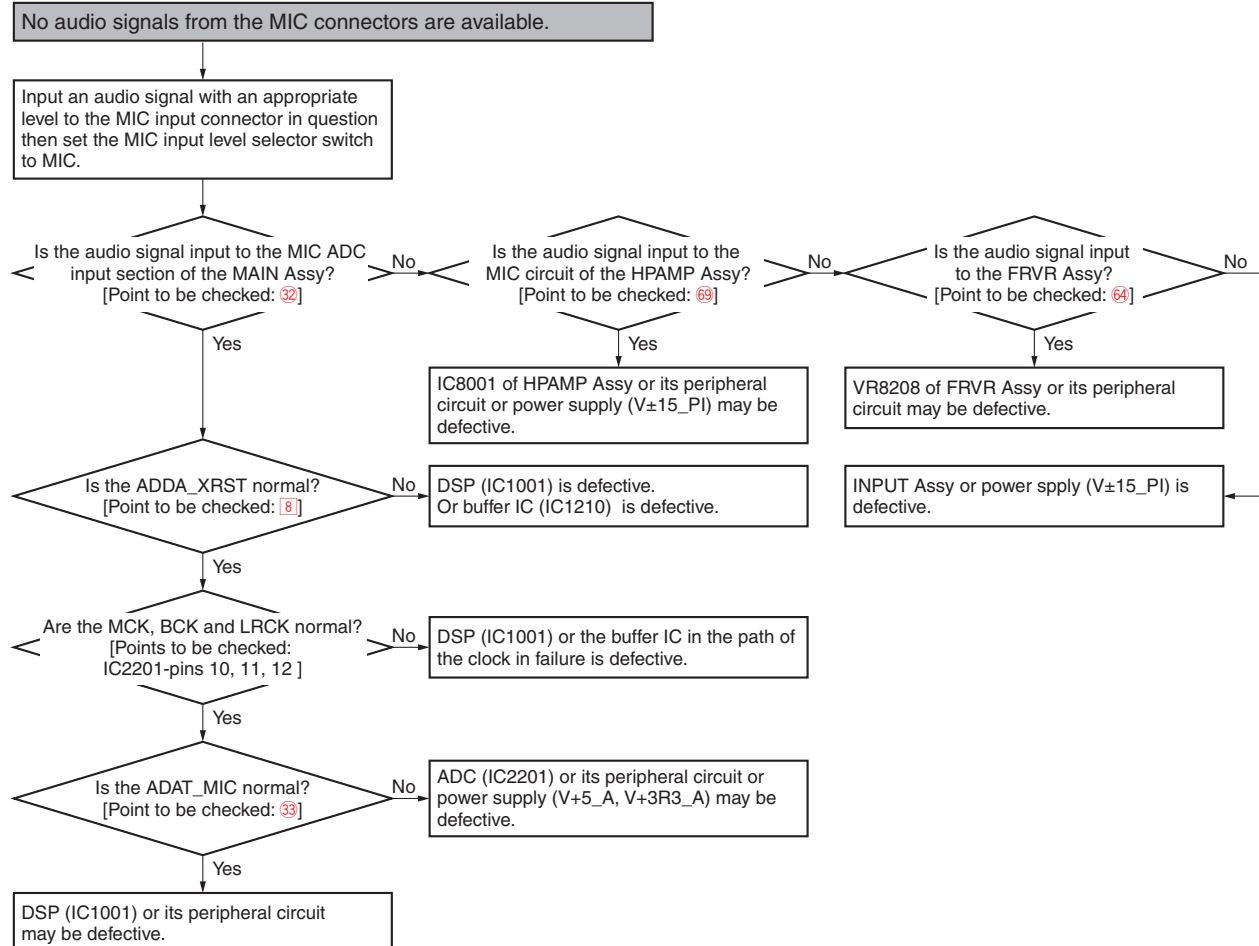 No audio signals from the MIC connectors are available.
Input an audio signal with an appropriate
level to the MIC input connector in question
then set the MIC input level selector switch
to MIC.
Is the audio signal input to the MIC ADC
input section of the MAIN Assy?
[Point to be checked: ㉜]
No
Is the audio signal input to the
MIC circuit of the HPAMP Assy?
[Point to be checked: 69]
No
Is the audio signal input
to the FRVR Assy?
[Point to be checked: 64]
No
Yes
Yes
Yes
IC8001 of HPAMP Assy or its peripheral
circuit or power supply (V±15_PI) may be
defective.
VR8208 of FRVR Assy or its peripheral
circuit may be defective.
Is the ADDA_XRST normal?
[Point to be checked: 8]
No
DSP (IC1001) is defective.
Or buffer IC (IC1210) is defective.
INPUT Assy or power spply (V±15_PI) is
defective.
Yes
Are the MCK, BCK and LRCK normal?
[Points to be checked:
IC2201-pins 10, 11, 12 ]
No
DSP (IC1001) or the buffer IC in the path of
the clock in failure is defective.
Yes
Is the ADAT_MIC normal?
[Point to be checked: ㉝]
No
ADC (IC2201) or its peripheral circuit or
power supply (V+5_A, V+3R3_A) may be
defective.
Yes
DSP (IC1001) or its peripheral circuit
may be defective.